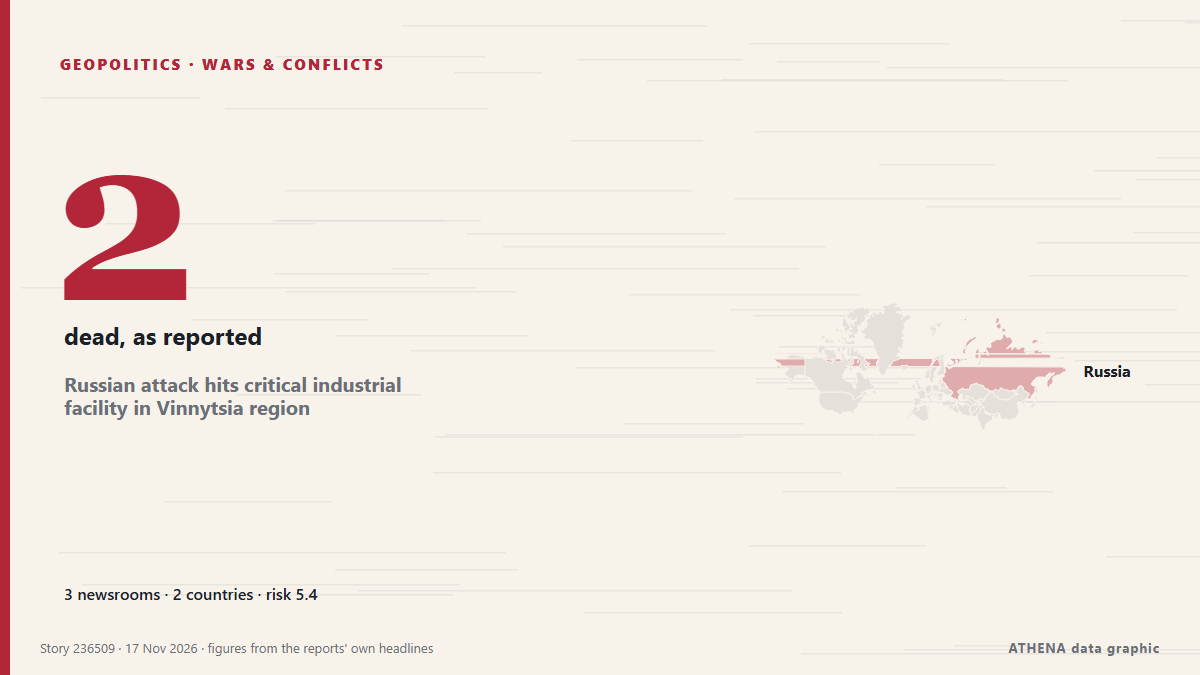 GEOPOLITICS · WARS & CONFLICTS
2
dead, as reported
Russian attack hits critical industrial
facility in Vinnytsia region
Russia
3 newsrooms · 2 countries · risk 5.4
Story 236509 · 17 Nov 2026 · figures from the reports' own headlines
ATHENA data graphic